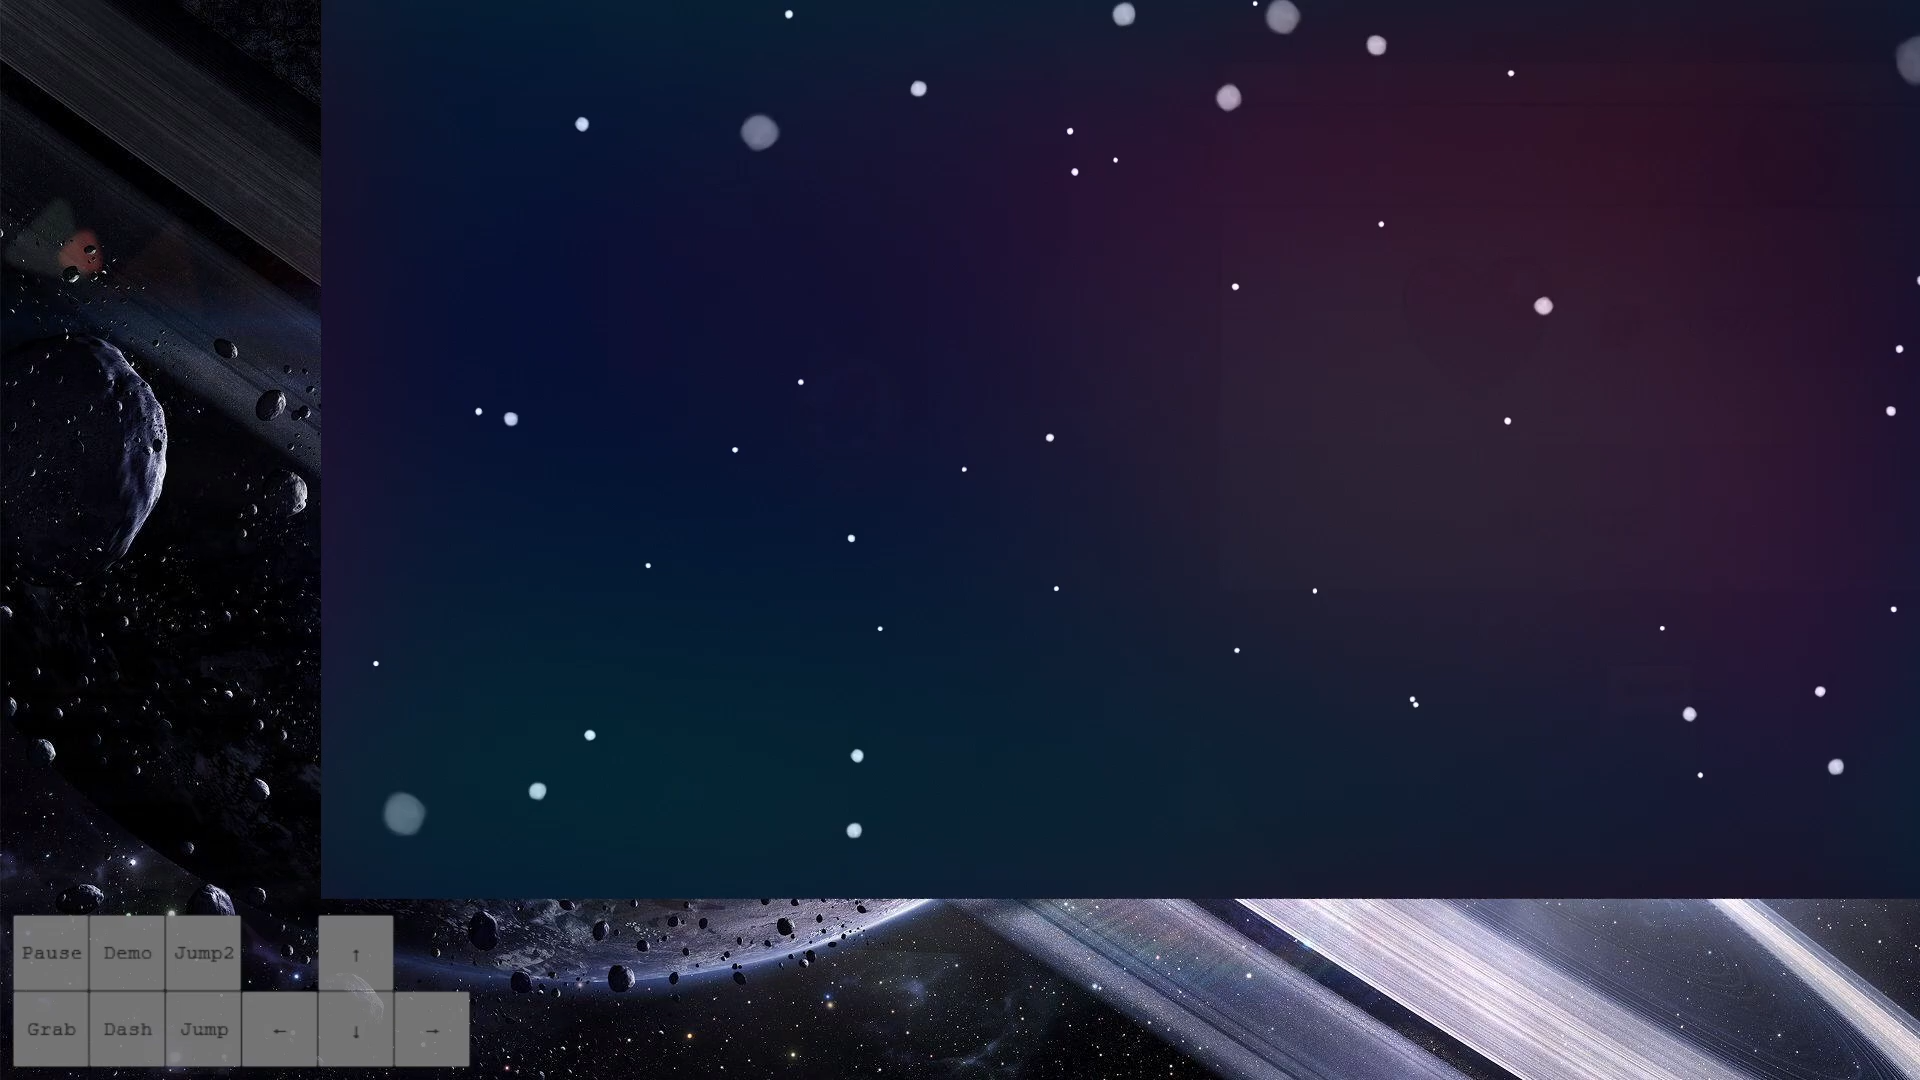 Pause Demo Jump2 ↑
Grab Dash Jump ← ↓ →